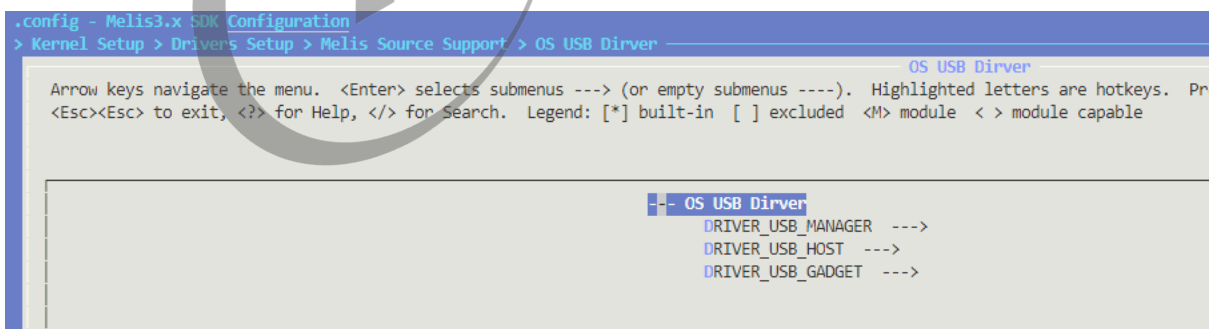 .config - Melis3.x SDK Configuration
> Kernel Setup > Drivers Setup > Melis Source Support > OS USB Dirver
OS USB Dirver
Arrow keys navigate the menu.  <Enter> selects submenus ---> (or empty submenus ----).  Highlighted letters are hotkeys.  Pr
<Esc><Esc> to exit, <?> for Help, </> for Search.  Legend: [*] built-in  [ ] excluded  <M> module  < > module capable
--- OS USB Dirver
DRIVER_USB_MANAGER  --->
DRIVER_USB_HOST  --->
DRIVER_USB_GADGET  --->